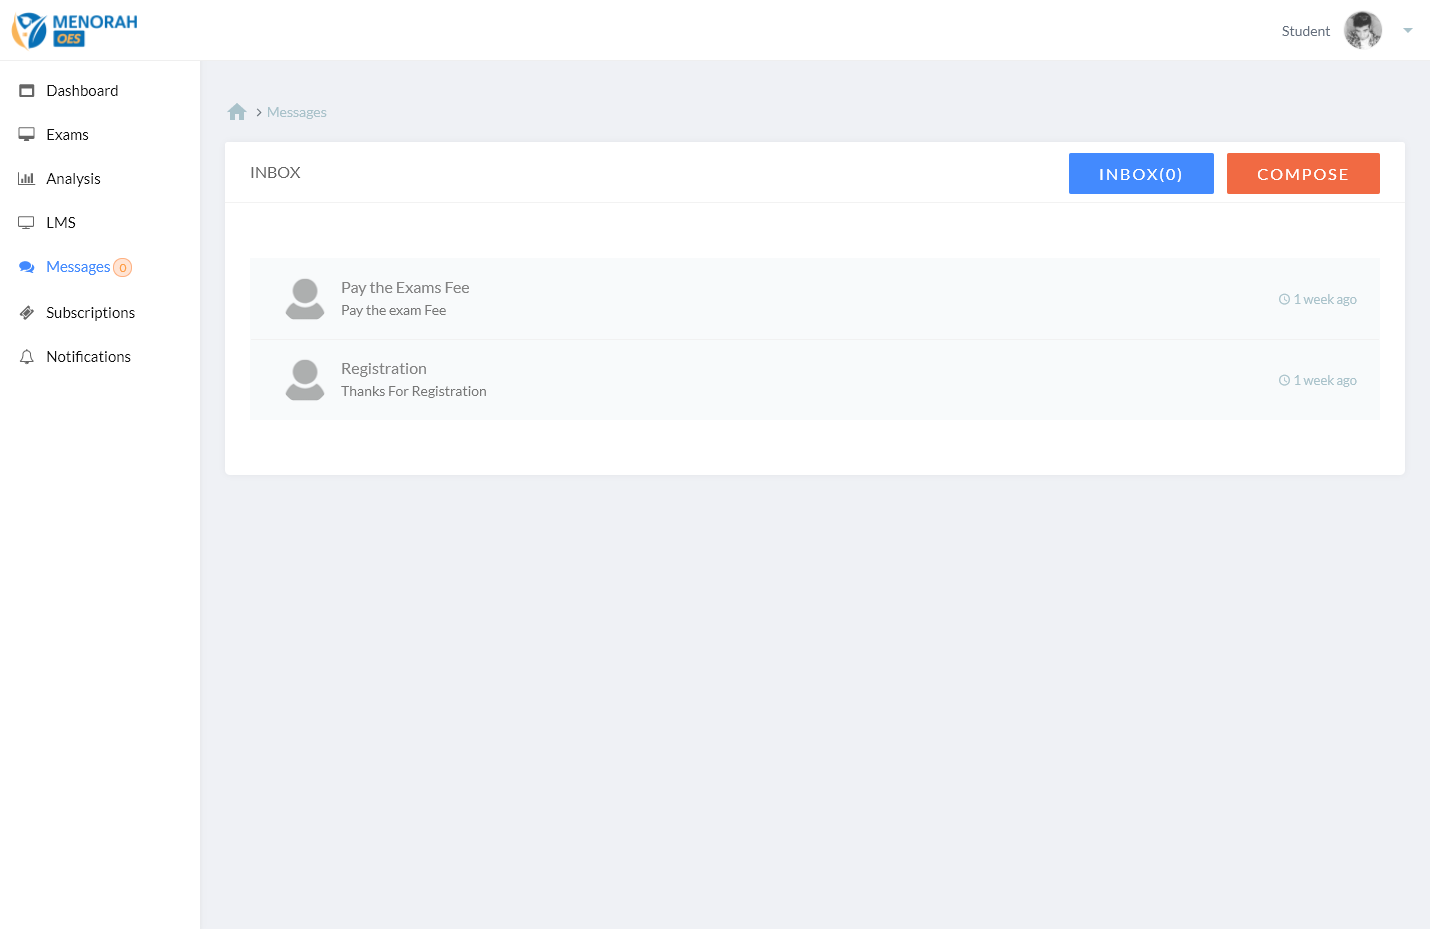 MENORAH
OES
Student
Dashboard
Exams
Analysis
LMS
Messages 0
Subscriptions
Notifications
Messages
INBOX
INBOX(0)
COMPOSE
Pay the Exams Fee
Pay the exam Fee
1 week ago
Registration
Thanks For Registration
1 week ago